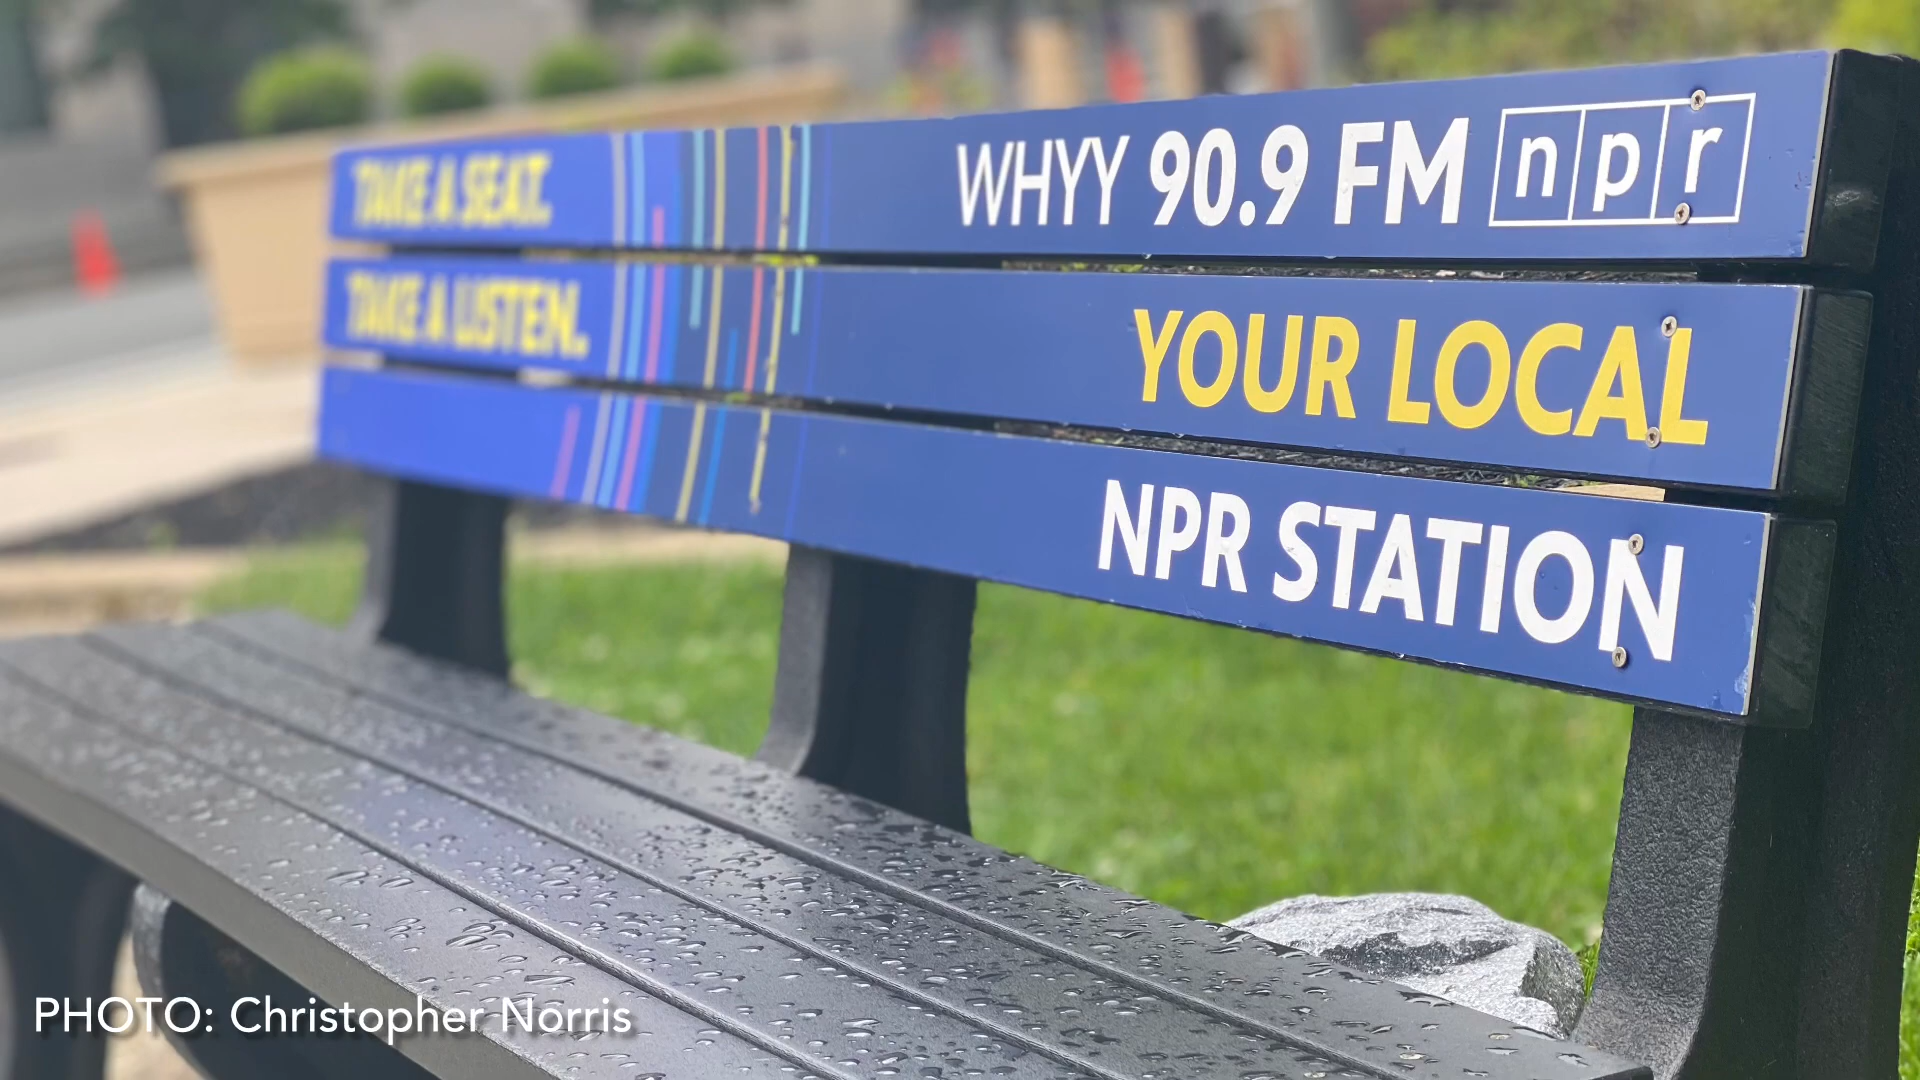 TAKE A SEAT.
TAKE A LISTEN.
WHYY 90.9 FM npr
YOUR LOCAL
NPR STATION
PHOTO: Christopher Norris